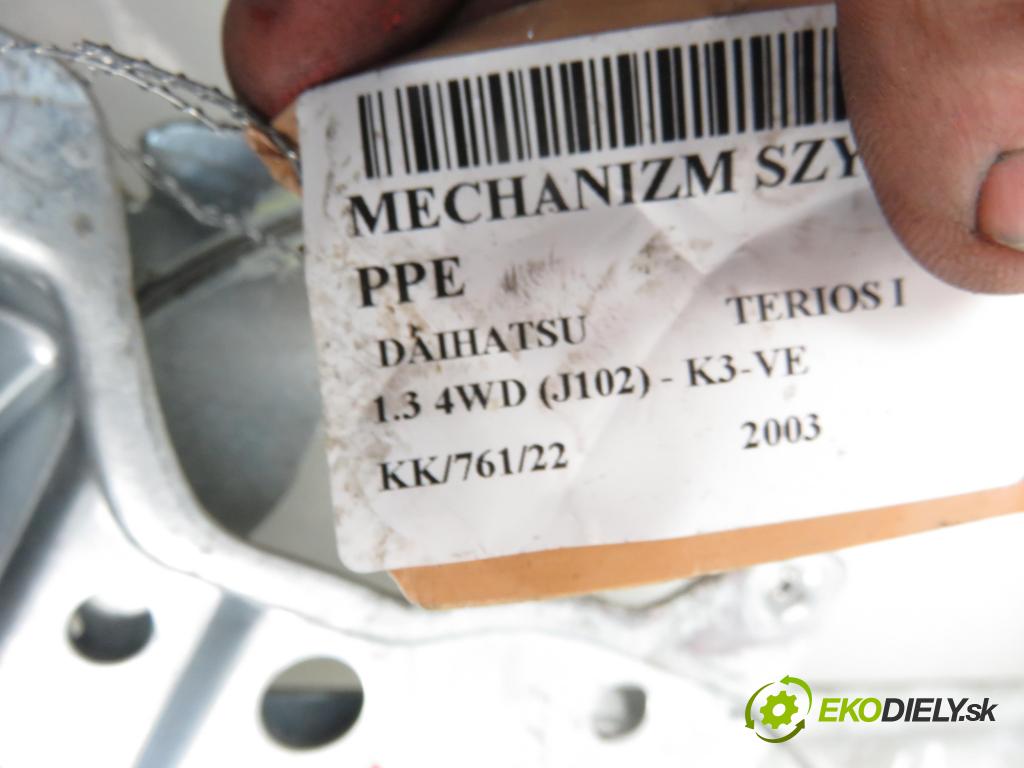 MECHANIZM SZY
PPE
DAIHATSU TERIOS I
1.3 4WD (J102) - K3-VE
KK/761/22 2003
EKODIELY.sk